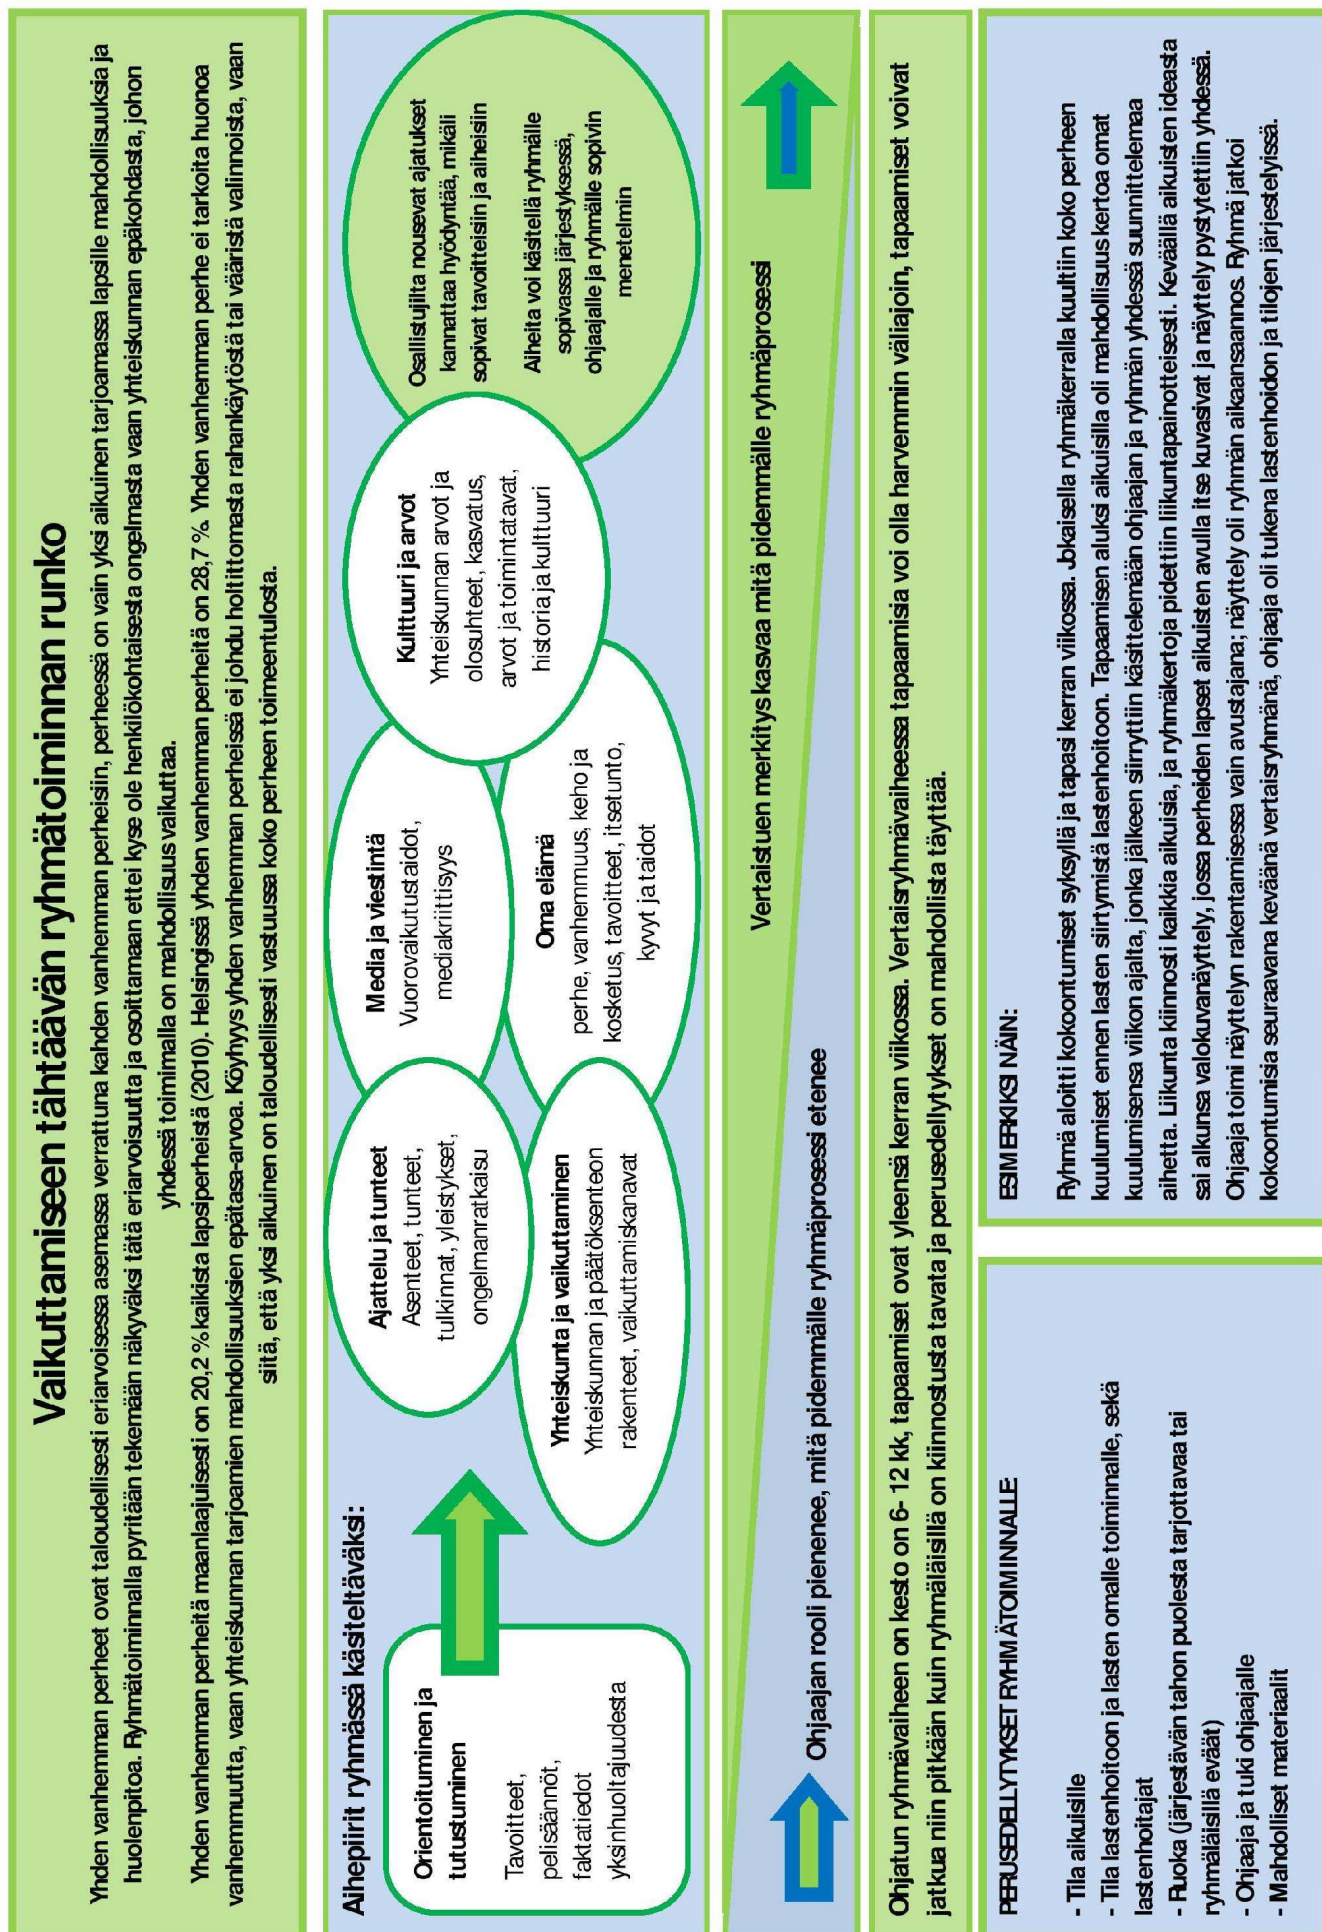 Vaikuttamiseen tähtäävän ryhmätoiminnan runko
Yhden vanhemman perheet ovat taloudellisesti eriarvoisessa asemassa verrattuna kahden vanhemman perheisiin, perheessä on vain yksi aikuinen tarjoamassa lapsille mahdollisuuksia ja
huolenpitoa. Ryhmätoiminnalla pyritään tekemään näkyväksi tätä eriarvoisuutta ja osoittamaan ettei kyse ole henkilökohtaisesta ongelmasta vaan yhteiskunnan epäkohdasta, johon
yhdessä toimimalla on mahdollisuus vaikuttaa.
Yhden vanhemman perheitä maanlaajuisesti on 20,2 % kaikista lapsiperheistä (2010). Helsingissä yhden vanhemman perheitä on 28,7 %. Yhden vanhemman perhe ei tarkoita huonoa
vanhemmutta, vaan yhteiskunnan tarjoamien mahdollisuuksien epätasa-arvoa. Köyhyys yhden vanhemman perheissä ei johdu holtittomasta rahankäytöstä tai vääristä valinnoista, vaan
siitä, että yksi aikuinen on taloudellisesti vastuussa koko perheen toimeentulosta.
Aihepiirit ryhmässä käsiteltäväksi:
Orientoituminen ja
tutustuminen
Tavoitteet,
pelisäännöt,
faktatiedot
yksinhuoltajuudesta
Ajattelu ja tunteet
Asenteet, tunteet,
tulkinnat, yleistykset,
ongelmanratkaisu
Yhteiskunta ja vaikuttaminen
Yhteiskunnan ja päätöksenteon
rakenteet, vaikuttamiskanavat
Media ja viestintä
Vuorovaikutustaidot,
mediakriittisyys
Oma elämä
perhe, vanhemmuus, keho ja
kosketus, tavoitteet, itsetunto,
kyvyt ja taidot
Kulttuuri ja arvot
Yhteiskunnan arvot ja
olosuhteet, kasvatus,
arvot ja toimintatavat,
historia ja kulttuuri
Osallistujilta nousevat ajatukset
kannattaa hyödyntää, mikäli
sopivat tavoitteisiin ja aiheisiin
Aiheita voi käsitellä ryhmälle
sopivassa järjestyksessä,
ohjaajalle ja ryhmälle sopivin
menetelmin
Vertaistuen merkitys kasvaa mitä pidemmälle ryhmäprosessi
Ohjaajan rooli pienenee, mitä pidemmälle ryhmäprosessi etenee
Ohjatun ryhmävaiheen on kesto on 6- 12 kk, tapaamiset ovat yleensä kerran viikossa. Vertaisryhmävaiheessa tapaamisia voi olla harvemmin väliajoin, tapaamiset voivat
jatkua niin pitkään kuin ryhmäläisillä on kiinnostusta tavata ja perusedellytykset on mahdollista täyttää.
PERUSEDELLYTYKSET RYHMÄTOIMINNALLE:
- Tila aikuisille
- Tila lastenhoitoon ja lasten omalle toiminnalle, sekä
lastenhoitajat
- Ruoka (järjestävän tahon puolesta tarjottavaa tai
ryhmäläisillä eväät)
- Ohjaaja ja tuki ohjaajalle
- Mahdolliset materiaalit
ESIMERKIKSI NÄIN:
Ryhmä aloitti kokoontumiset syksyllä ja tapasi kerran viikossa. Jokaisella ryhmäkerralla kuultiin koko perheen
kuulumiset ennen lasten siirtymistä lastenhoitoon. Tapaamisen aluksi aikuisilla oli mahdollisuus kertoa omat
kuulumisensa viikon ajalta, jonka jälkeen siirryttiin käsittelemään ohjaajan ja ryhmän yhdessä suunnittelemaa
aihetta. Liikunta kiinnosti kaikkia aikuisia, ja ryhmäkertoja pidettiin liikuntapainotteisesti. Keväällä aikuisten ideasta
sai alkunsa valokuvanäyttely, jossa perheiden lapset aikuisten avulla itse kuvasivat ja näyttely pystytettiin yhdessä.
Ohjaaja toimi näyttelyn rakentamisessa vain avustajana; näyttely oli ryhmän aikaansaannos. Ryhmä jatkoi
kokoontumisia seuraavana keväänä vertaisryhmänä, ohjaaja oli tukena lastenhoidon ja tilojen järjestelyissä.